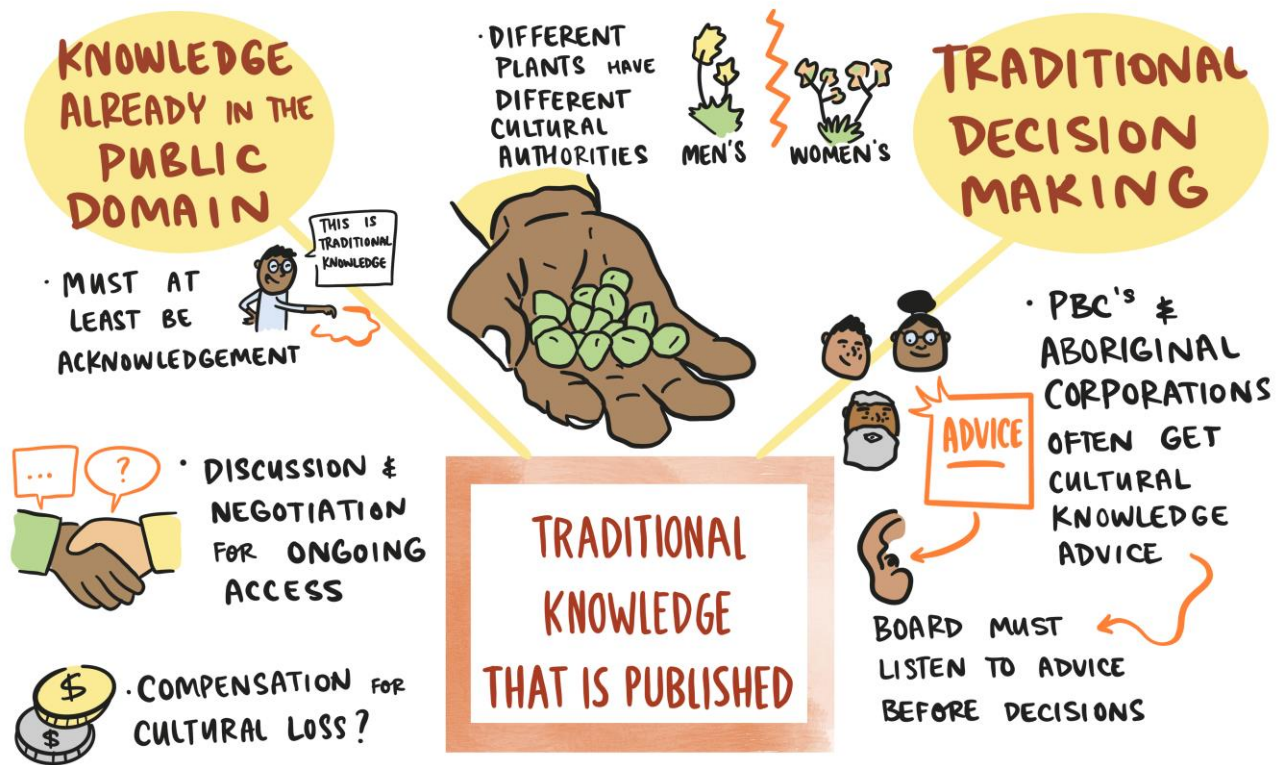 KNOWLEDGE
ALREADY IN THE
PUBLIC
DOMAIN
THIS IS
TRADITIONAL
KNOWLEDGE
· MUST AT
LEAST BE
ACKNOWLEDGEMENT
...
?
· DISCUSSION &
NEGOTIATION
FOR ONGOING
ACCESS
$
$
· COMPENSATION FOR
CULTURAL LOSS?
· DIFFERENT
PLANTS HAVE
DIFFERENT
CULTURAL
AUTHORITIES
MEN'S
WOMEN'S
TRADITIONAL
KNOWLEDGE
THAT IS PUBLISHED
TRADITIONAL
DECISION
MAKING
ADVICE
· PBC's &
ABORIGINAL
CORPORATIONS
OFTEN GET
CULTURAL
KNOWLEDGE
ADVICE
BOARD MUST
LISTEN TO ADVICE
BEFORE DECISIONS